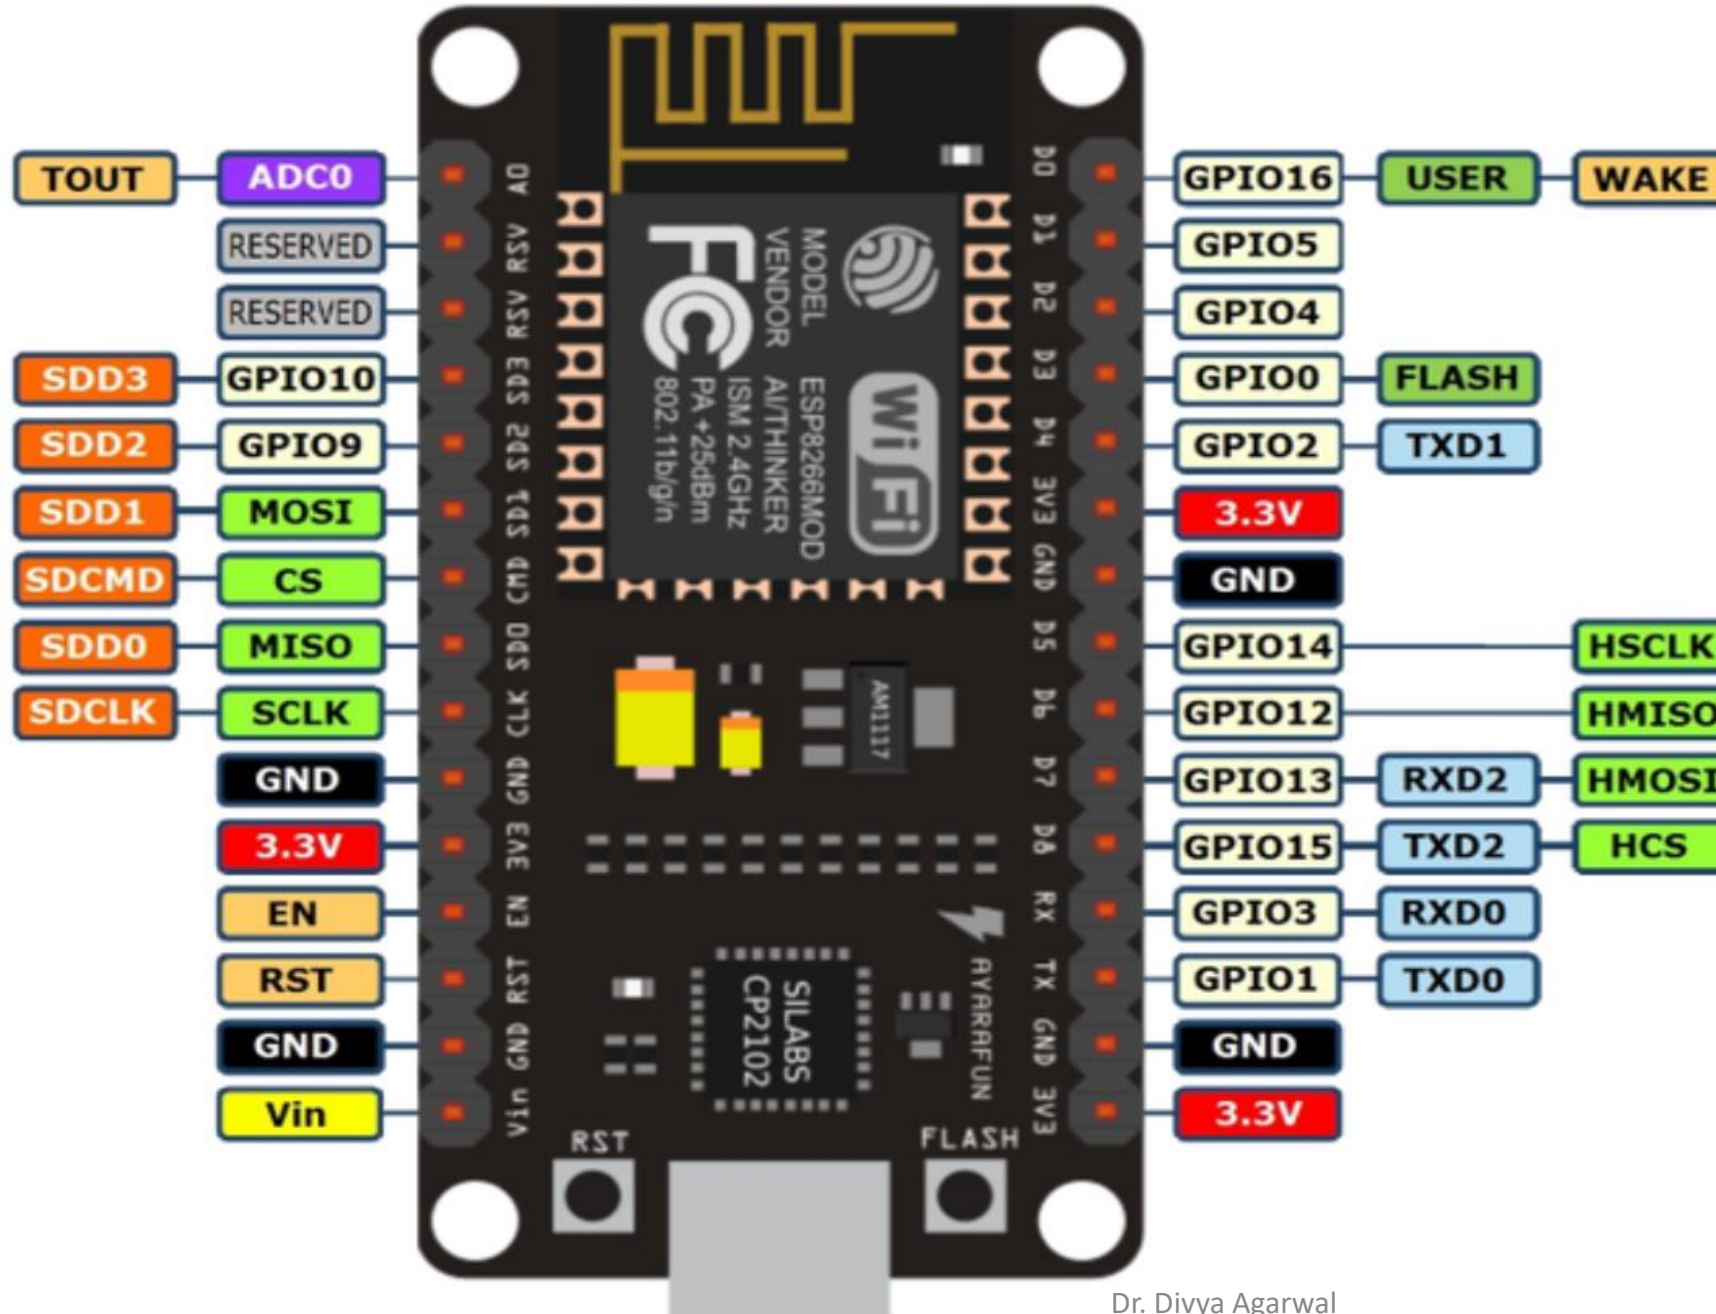 TOUT ADC0 A0 D0 GPIO16 USER WAKE
RESERVED RSV D1 GPIO5
RESERVED RSV D2 GPIO4
SDD3 GPIO10 SD3 D3 GPIO0 FLASH
SDD2 GPIO9 SD2 D4 GPIO2 TXD1
SDD1 MOSI SD1 3V3 3.3V
SDCMD CS CMD GND GND
SDD0 MISO SD0 D5 GPIO14 HSCLK
SDCLK SCLK CLK D6 GPIO12 HMISO
GND GND D7 GPIO13 RXD2 HMOSI
3.3V 3V3 D8 GPIO15 TXD2 HCS
EN EN RX GPIO3 RXD0
RST RST TX GPIO1 TXD0
GND GND GND GND
Vin Vin 3V3 3.3V
FC
MODEL ESP8266MOD
VENDOR AI/THINKER
ISM 2.4GHz
PA +25dBm
802.11b/g/n
Wi Fi
AM1117
SILABS
CP2102
AYARAFUN
RST
FLASH
Dr. Divya Agarwal